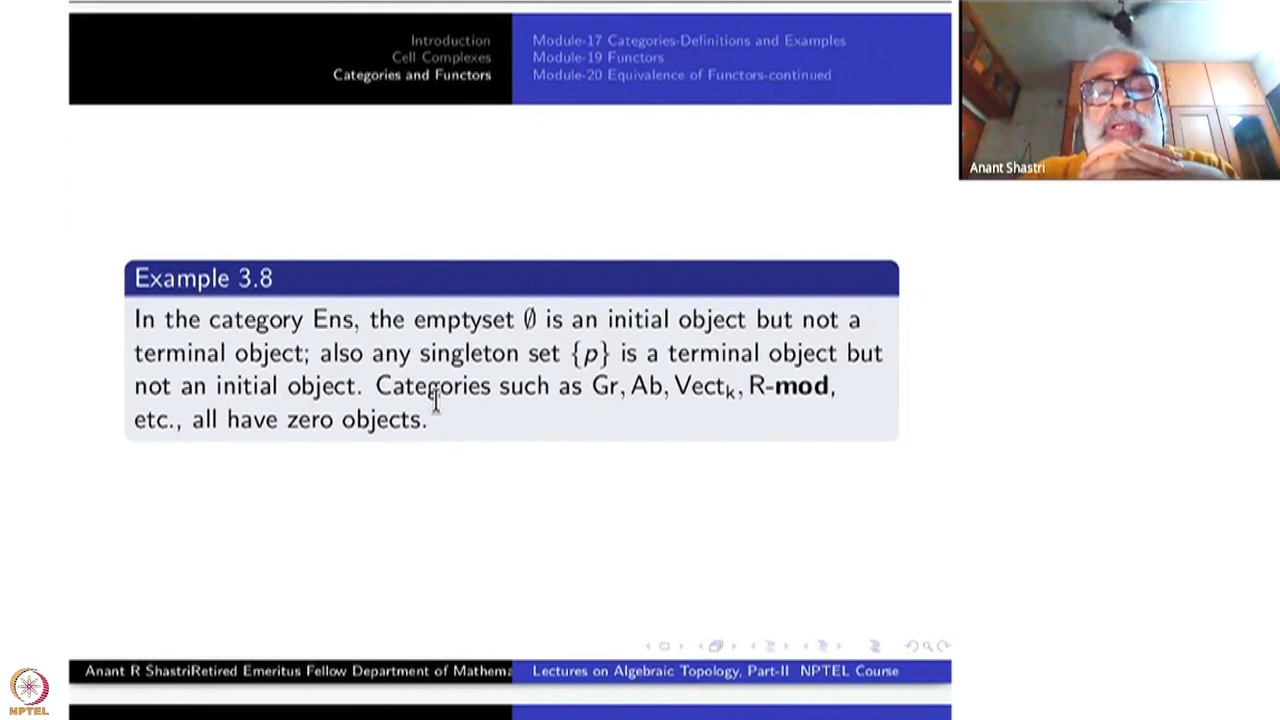 Introduction
Cell Complexes
Categories and Functors
Module-17 Categories-Definitions and Examples
Module-19 Functors
Module-20 Equivalence of Functors-continued
Anant Shastri
Example 3.8
In the category Ens, the emptyset ∅ is an initial object but not a
terminal object; also any singleton set {p} is a terminal object but
not an initial object. Categories such as Gr, Ab, Vectₖ, R-mod,
etc., all have zero objects.
Anant R ShastriRetired Emeritus Fellow Department of Mathema
Lectures on Algebraic Topology, Part-II NPTEL Course
NPTEL